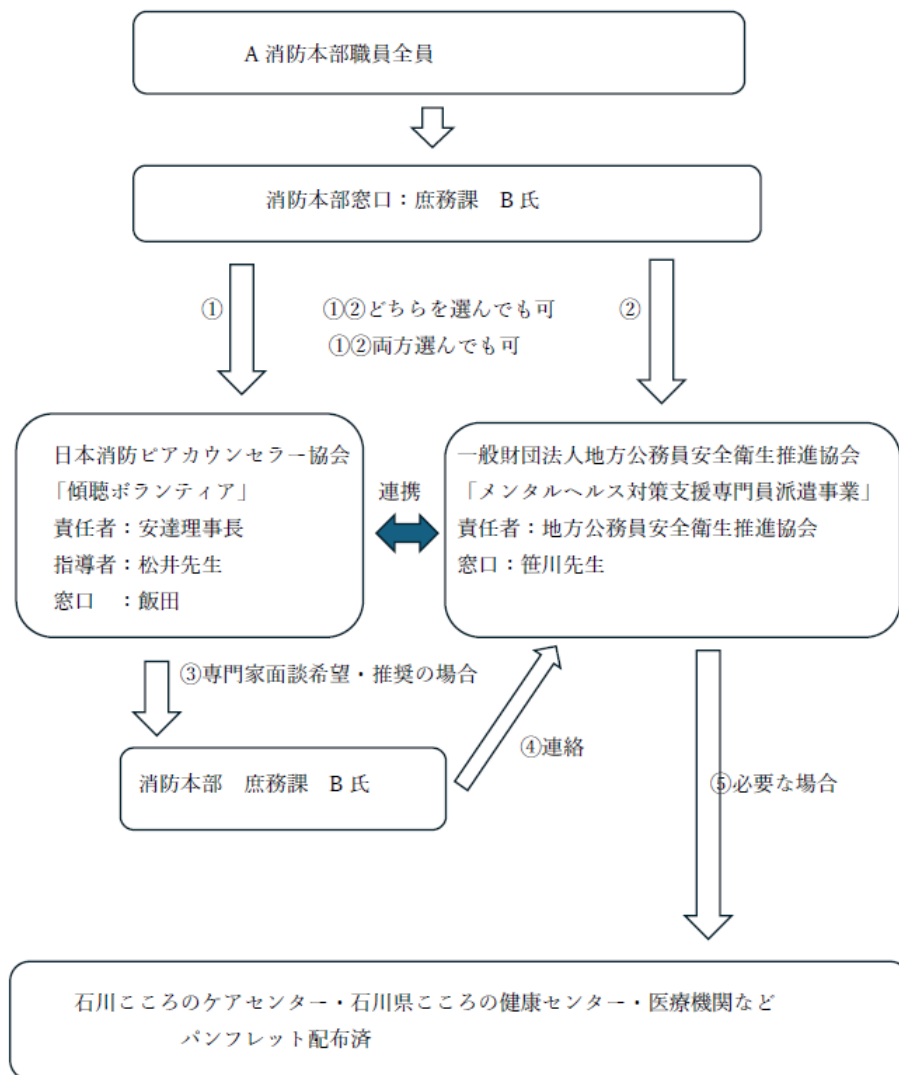 A 消防本部職員全員
消防本部窓口：庶務課　B 氏
①
①②どちらを選んでも可
②
①②両方選んでも可
日本消防ピアカウンセラー協会
「傾聴ボランティア」
責任者：安達理事長
指導者：松井先生
窓口　：飯田
連携
一般財団法人地方公務員安全衛生推進協会
「メンタルヘルス対策支援専門員派遣事業」
責任者：地方公務員安全衛生推進協会
窓口：笹川先生
③専門家面談希望・推奨の場合
消防本部　庶務課　B 氏
④連絡
⑤必要な場合
石川こころのケアセンター・石川県こころの健康センター・医療機関など
パンフレット配布済